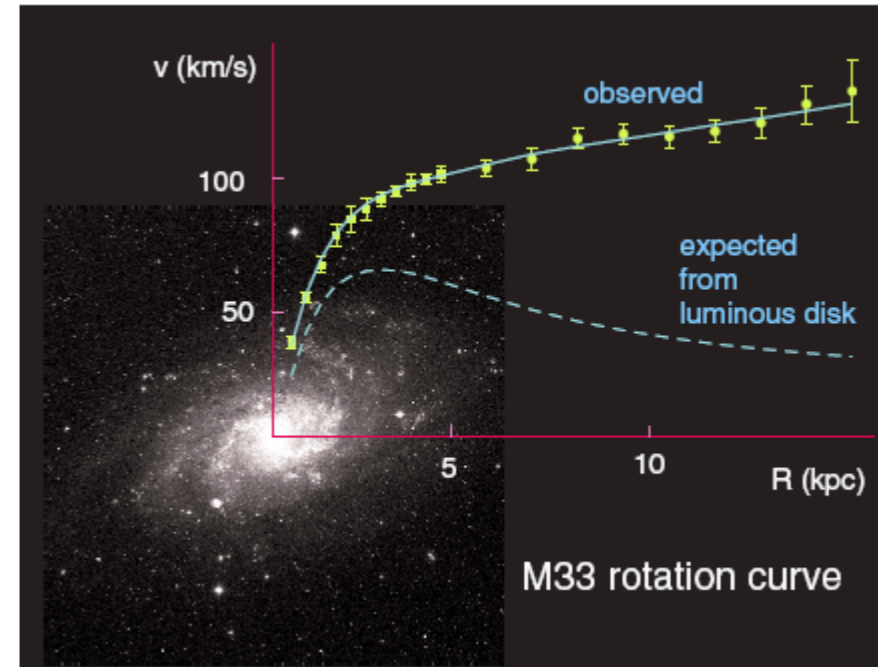 v (km/s)
observed
100
expected
from
luminous disk
50
5
10
R (kpc)
M33 rotation curve